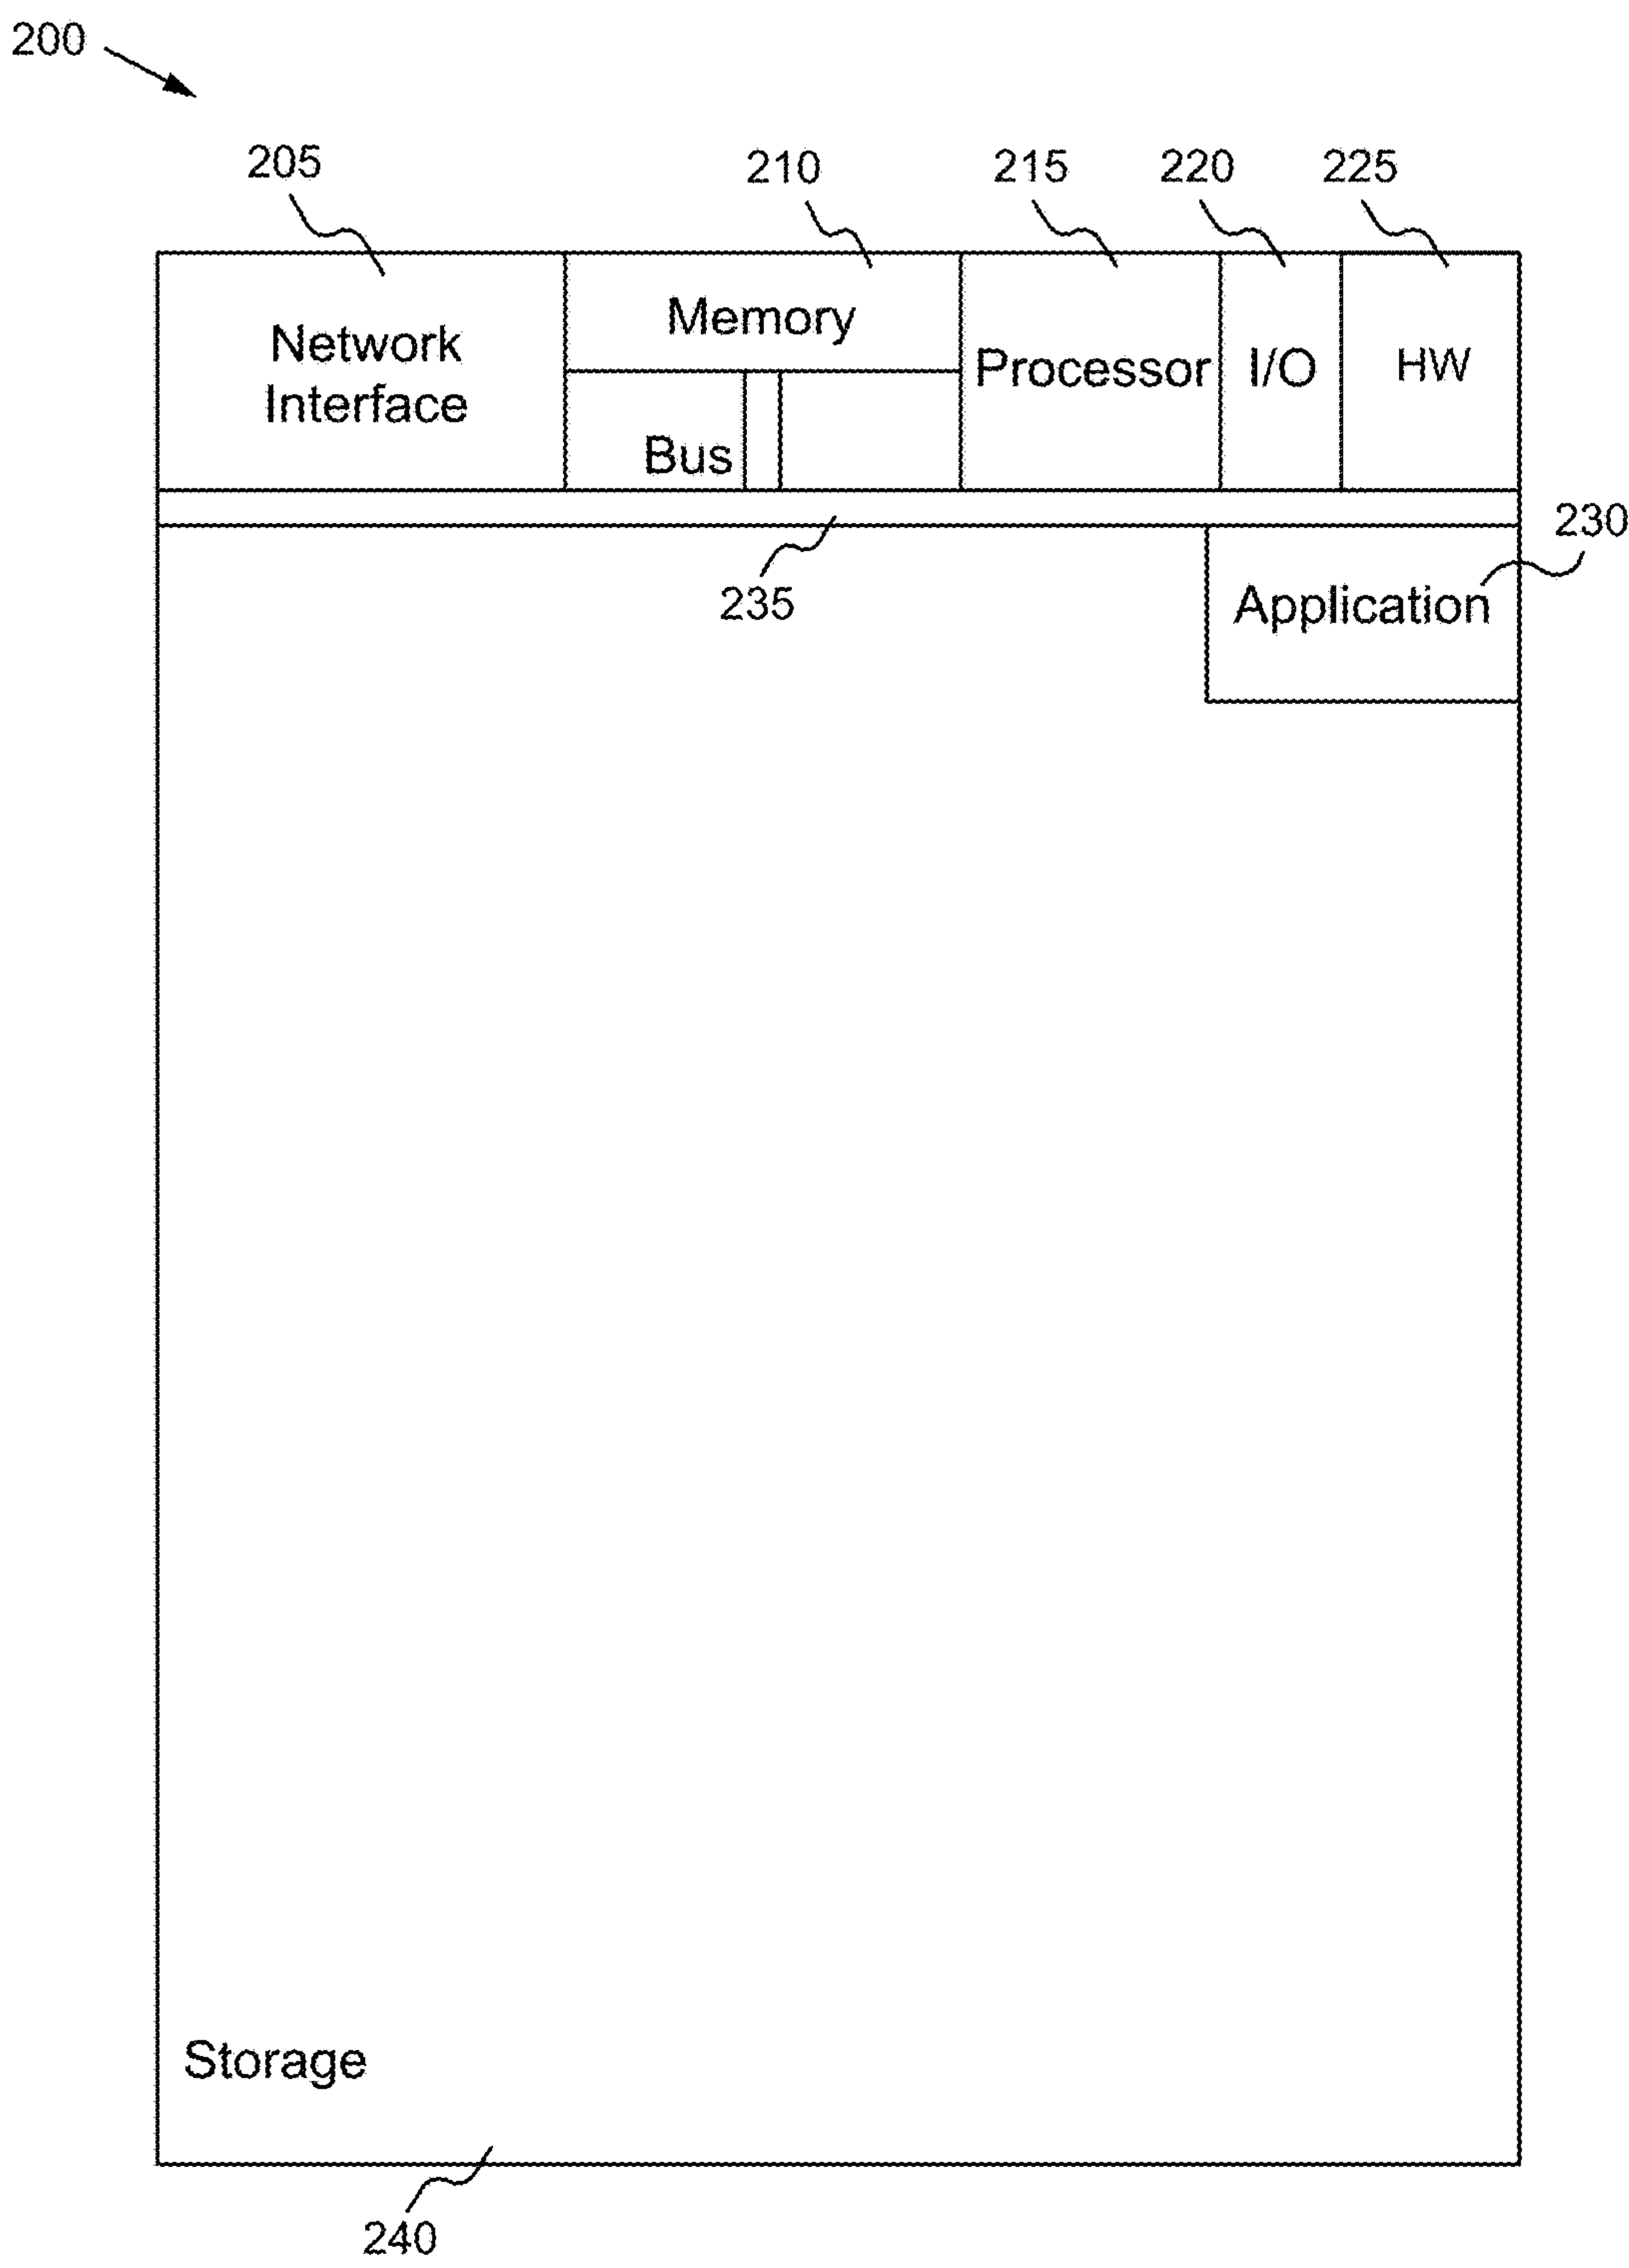 200
205
210
215
220
225
Network
Interface
Memory
Processor
I/O
HW
Bus
230
235
Application
Storage
240